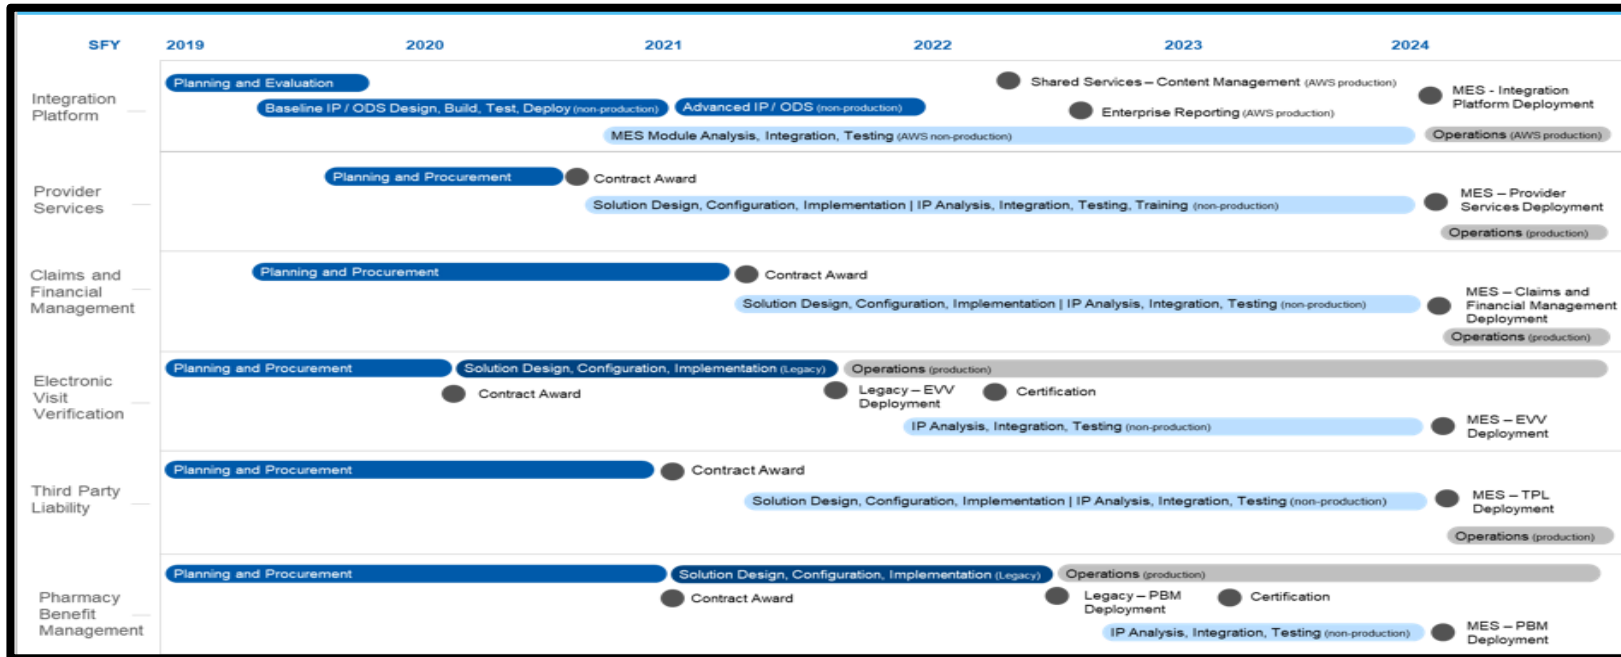 SFY 2019 2020 2021 2022 2023 2024
Integration
Platform
Planning and Evaluation
Baseline IP / ODS Design, Build, Test, Deploy (non-production)
Advanced IP / ODS (non-production)
MES Module Analysis, Integration, Testing (AWS non-production)
Shared Services – Content Management (AWS production)
Enterprise Reporting (AWS production)
MES - Integration
Platform Deployment
Operations (AWS production)
Provider
Services
Planning and Procurement
Contract Award
Solution Design, Configuration, Implementation | IP Analysis, Integration, Testing, Training (non-production)
MES – Provider
Services Deployment
Operations (production)
Claims and
Financial
Management
Planning and Procurement
Contract Award
Solution Design, Configuration, Implementation | IP Analysis, Integration, Testing (non-production)
MES – Claims and
Financial Management
Deployment
Operations (production)
Electronic
Visit
Verification
Planning and Procurement
Solution Design, Configuration, Implementation (Legacy)
Operations (production)
Contract Award
Legacy – EVV
Deployment
Certification
IP Analysis, Integration, Testing (non-production)
MES – EVV
Deployment
Third Party
Liability
Planning and Procurement
Contract Award
Solution Design, Configuration, Implementation | IP Analysis, Integration, Testing (non-production)
MES – TPL
Deployment
Operations (production)
Pharmacy
Benefit
Management
Planning and Procurement
Solution Design, Configuration, Implementation (Legacy)
Operations (production)
Contract Award
Legacy – PBM
Deployment
Certification
IP Analysis, Integration, Testing (non-production)
MES – PBM
Deployment